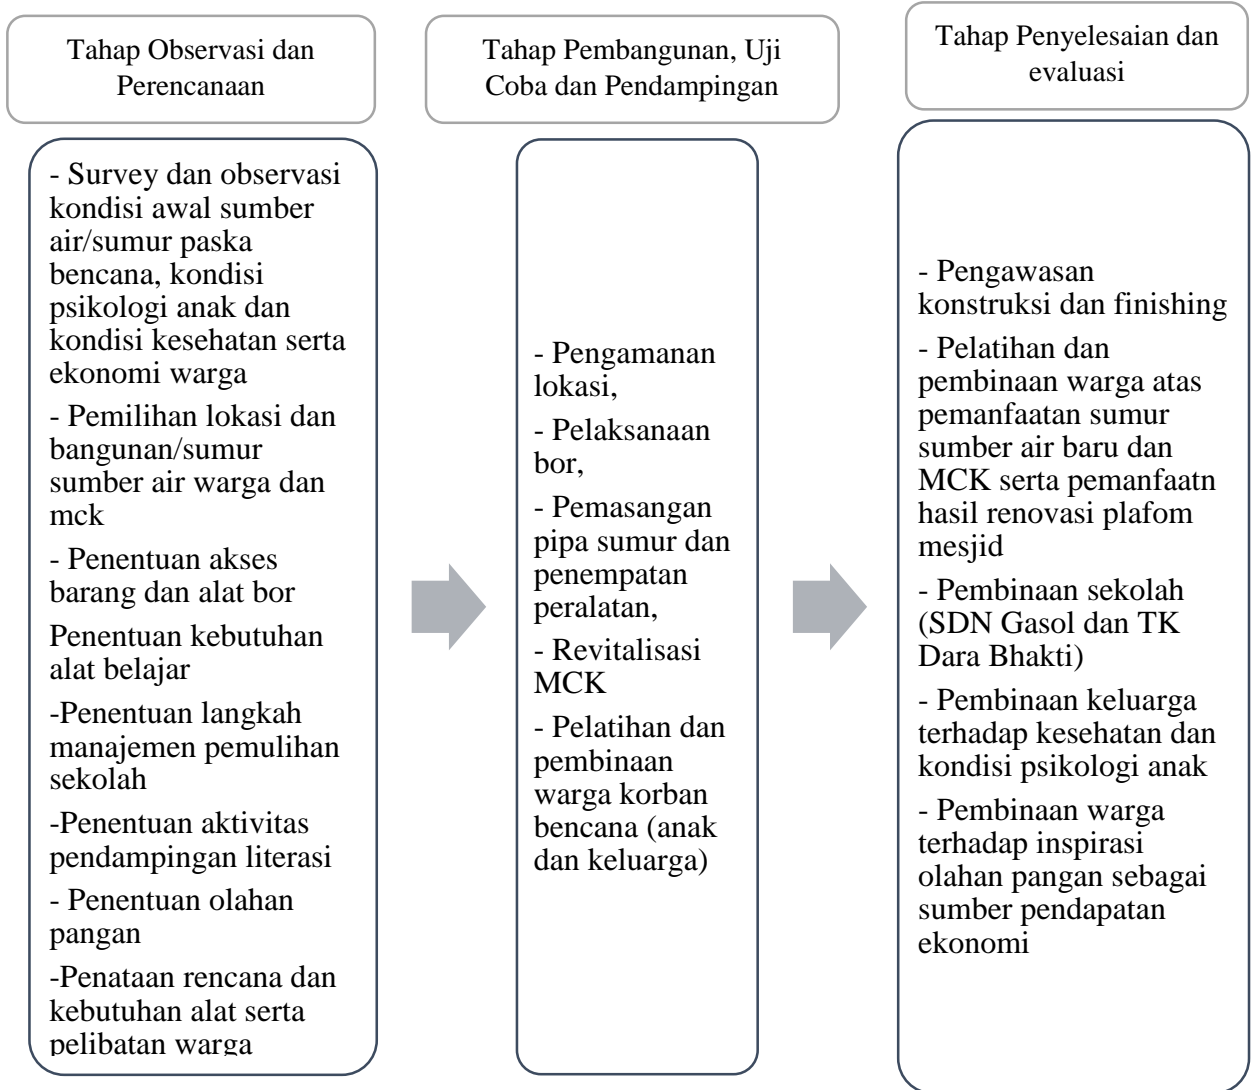 Tahap Observasi dan
Perencanaan
- Survey dan observasi
kondisi awal sumber
air/sumur paska
bencana, kondisi
psikologi anak dan
kondisi kesehatan serta
ekonomi warga
- Pemilihan lokasi dan
bangunan/sumur
sumber air warga dan
mck
- Penentuan akses
barang dan alat bor
Penentuan kebutuhan
alat belajar
-Penentuan langkah
manajemen pemulihan
sekolah
-Penentuan aktivitas
pendampingan literasi
- Penentuan olahan
pangan
-Penataan rencana dan
kebutuhan alat serta
pelibatan warga
Tahap Pembangunan, Uji
Coba dan Pendampingan
- Pengamanan
lokasi,
- Pelaksanaan
bor,
- Pemasangan
pipa sumur dan
penempatan
peralatan,
- Revitalisasi
MCK
- Pelatihan dan
pembinaan
warga korban
bencana (anak
dan keluarga)
Tahap Penyelesaian dan
evaluasi
- Pengawasan
konstruksi dan finishing
- Pelatihan dan
pembinaan warga atas
pemanfaatan sumur
sumber air baru dan
MCK serta pemanfaatn
hasil renovasi plafom
mesjid
- Pembinaan sekolah
(SDN Gasol dan TK
Dara Bhakti)
- Pembinaan keluarga
terhadap kesehatan dan
kondisi psikologi anak
- Pembinaan warga
terhadap inspirasi
olahan pangan sebagai
sumber pendapatan
ekonomi